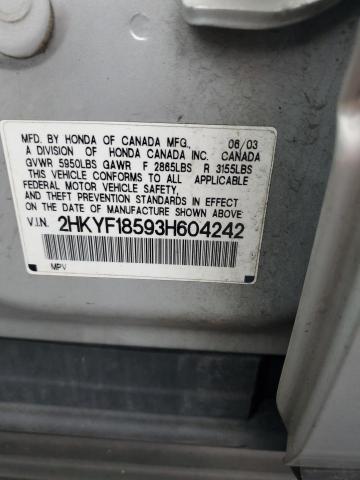 MFD. BY HONDA OF CANADA MFG., 06/03
A DIVISION OF HONDA CANADA INC. CANADA
GVWR 5950LBS GAWR F 2865LBS R 3155LBS
THIS VEHICLE CONFORMS TO ALL APPLICABLE
FEDERAL MOTOR VEHICLE SAFETY
AND THEFT PREVENTION STANDARDS IN EFFECT
ON THE DATE OF MANUFACTURE SHOWN ABOVE.
V.I.N. 2HKYF18593H604242
MPV